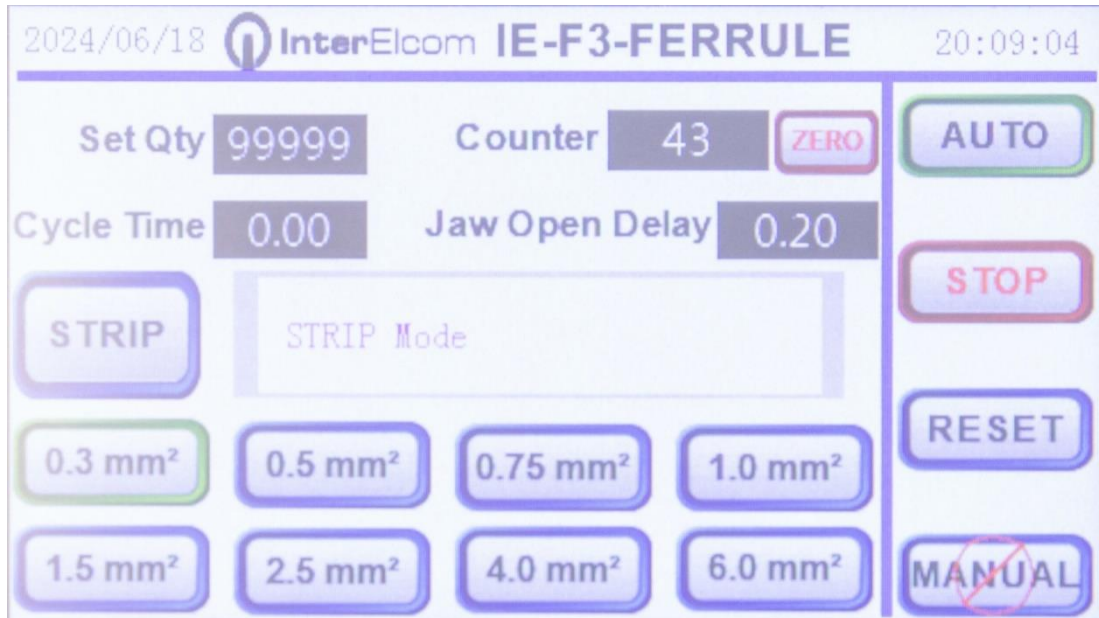 2024/06/18 InterElcom IE-F3-FERRULE 20:09:04
Set Qty 99999 Counter 43 ZERO AUTO
Cycle Time 0.00 Jaw Open Delay 0.20
STOP
STRIP STRIP Mode
RESET
0.3 mm² 0.5 mm² 0.75 mm² 1.0 mm²
1.5 mm² 2.5 mm² 4.0 mm² 6.0 mm² MANUAL